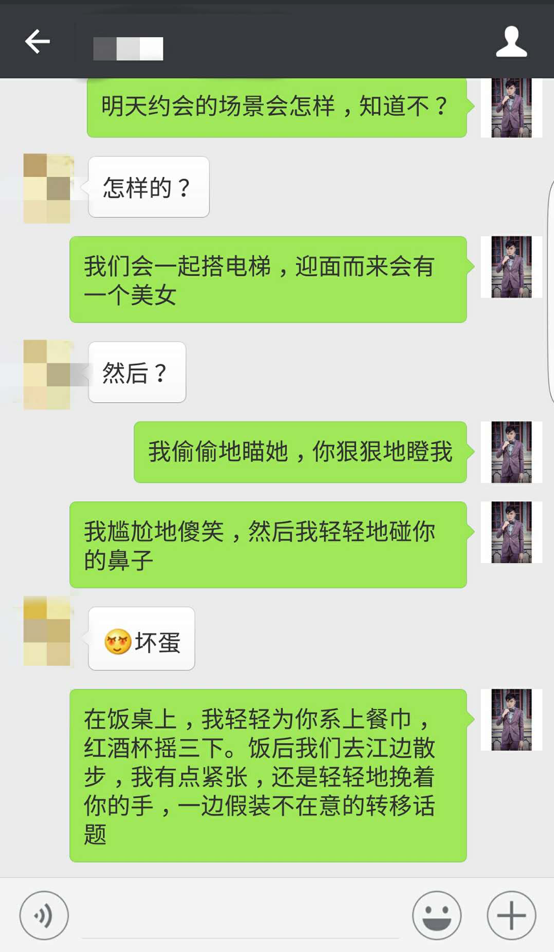 明天约会的场景会怎样，知道不？
怎样的？
我们会一起搭电梯，迎面而来会有
一个美女
然后？
我偷偷地瞄她，你狠狠地瞪我
我尴尬地傻笑，然后我轻轻地碰你
的鼻子
坏蛋
在饭桌上，我轻轻为你系上餐巾，
红酒杯摇三下。饭后我们去江边散
步，我有点紧张，还是轻轻地挽着
你的手，一边假装不在意的转移话
题